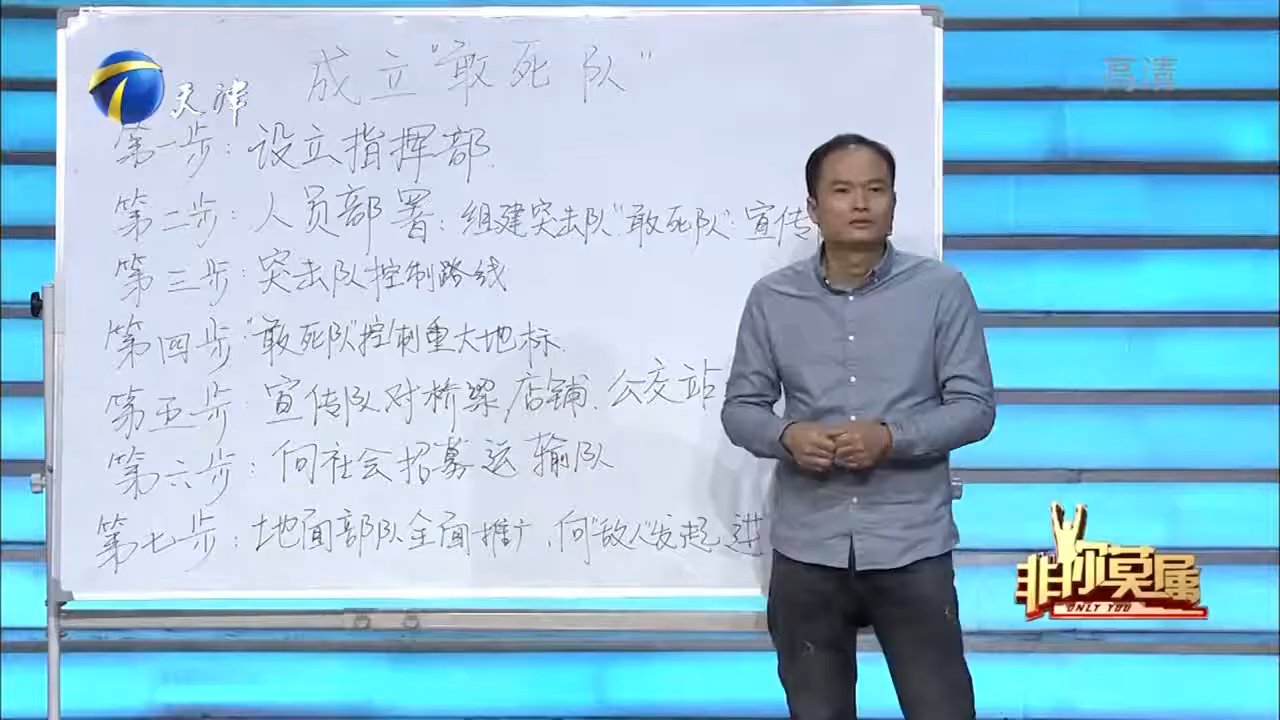 成立"敢死队"
高清
天津
第一步:设立指挥部.
第二步:人员部署:组建突击队"敢死队"宣传
第三步:突击队控制路线
第四步"敢死队"控制重大地标.
第五步:宣传队对桥梁、店铺、公交站
第六步:向社会招募运输队
第七步:地面部队全面推广,向"敌人"发起进
非你莫属
ONLY YOU